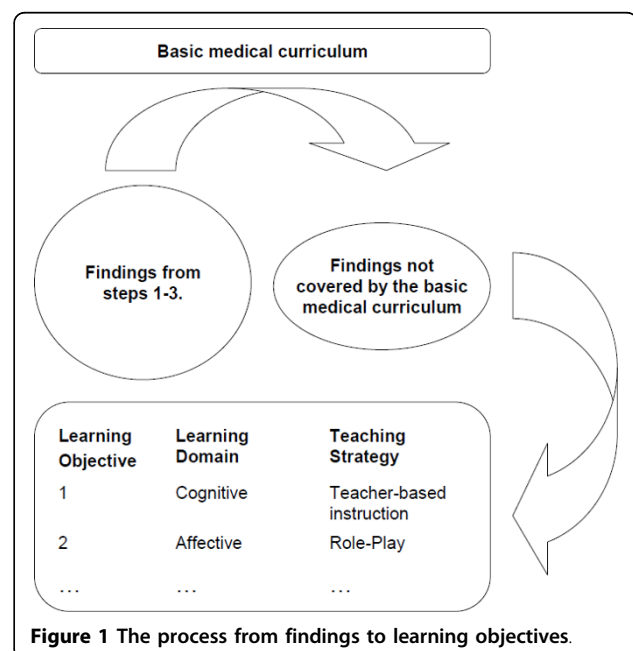 Basic medical curriculum
Findings from
steps 1-3.
Findings not
covered by the basic
medical curriculum
Learning Objective Learning Domain Teaching Strategy
1 Cognitive Teacher-based instruction
2 Affective Role-Play
… … …
Figure 1 The process from findings to learning objectives.